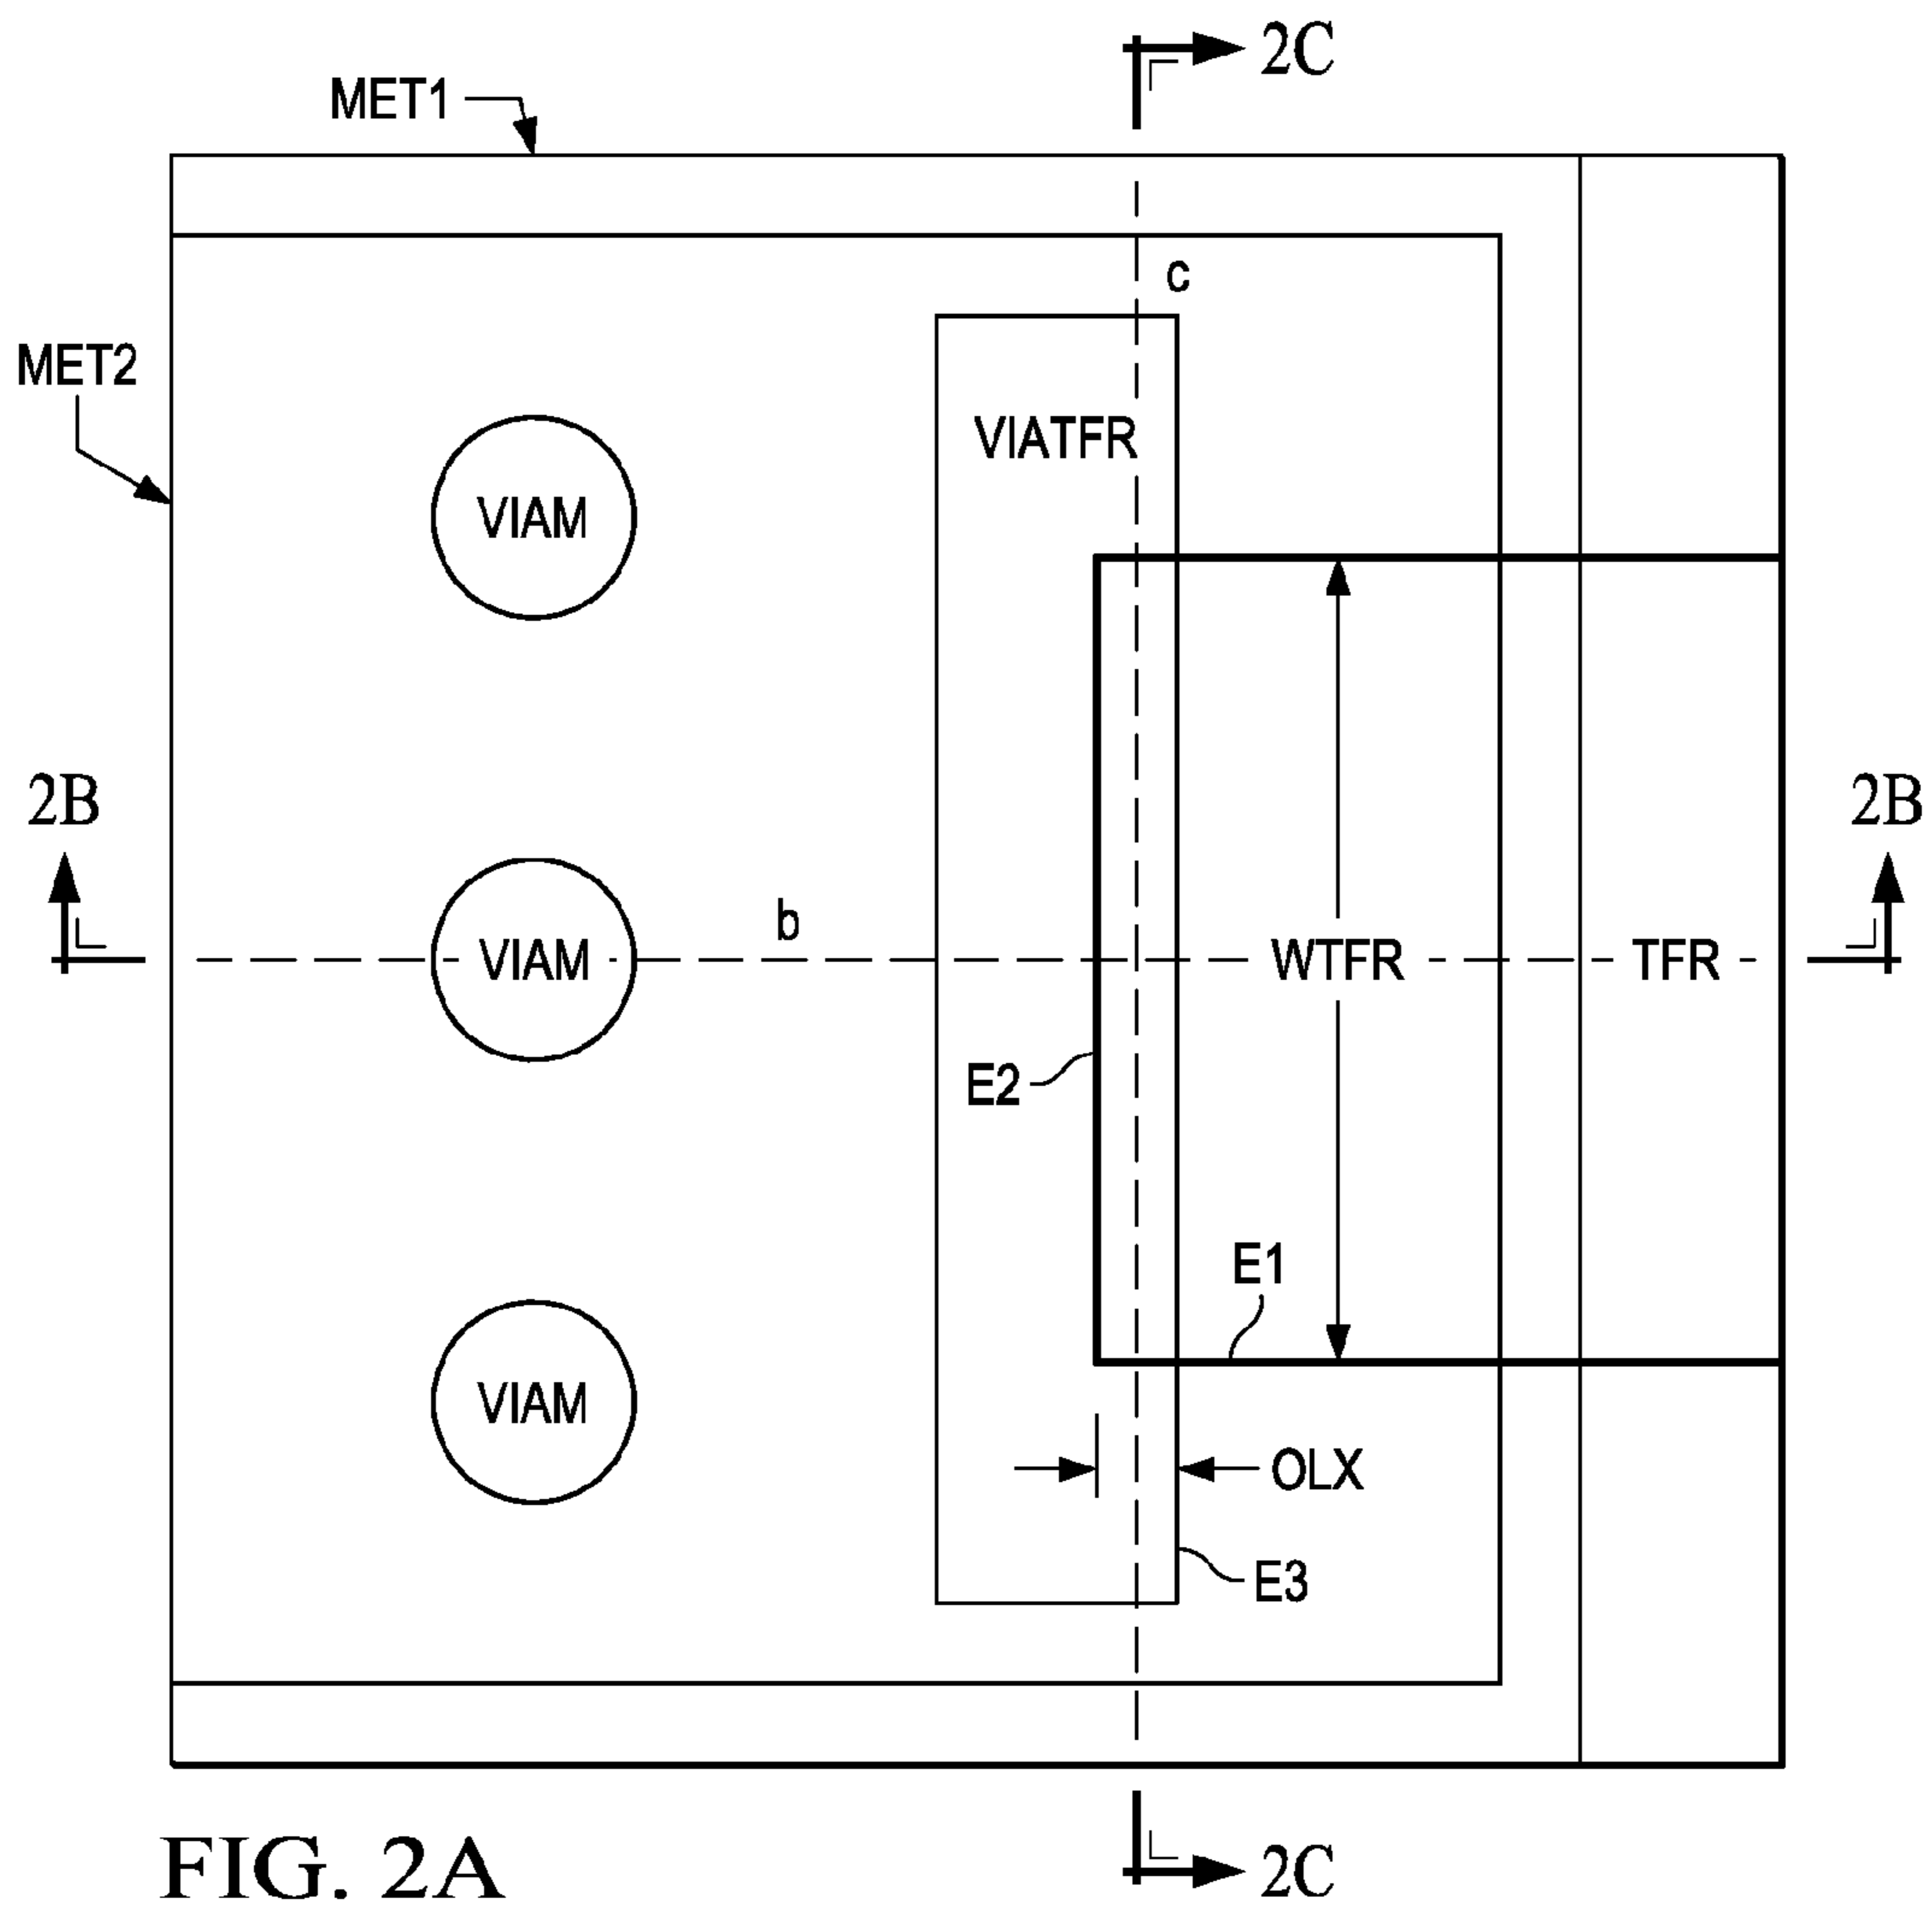 2C
MET1
c
MET2
VIATFR
VIAM
2B
2B
b
VIAM
WTFR
TFR
E2
E1
VIAM
OLX
E3
FIG. 2A
2C